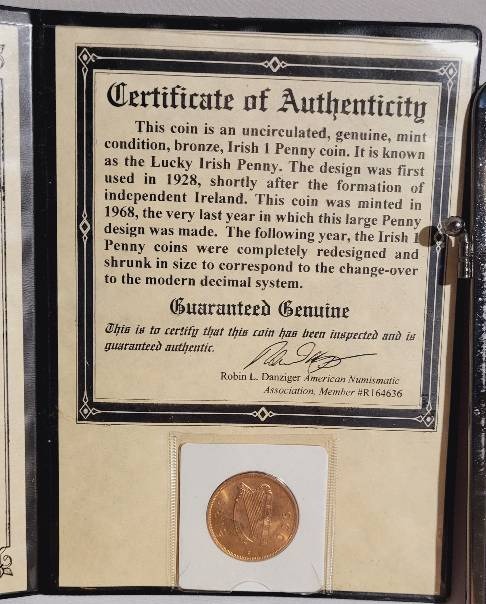 Certificate of Authenticity
This coin is an uncirculated, genuine, mint
condition, bronze, Irish 1 Penny coin. It is known
as the Lucky Irish Penny. The design was first
used in 1928, shortly after the formation of
independent Ireland. This coin was minted in
1968, the very last year in which this large Penny
design was made. The following year, the Irish 1
Penny coins were completely redesigned and
shrunk in size to correspond to the change-over
to the modern decimal system.
Guaranteed Genuine
This is to certify that this coin has been inspected and is
guaranteed authentic.
Robin L. Danziger American Numismatic
Association, Member #R164636